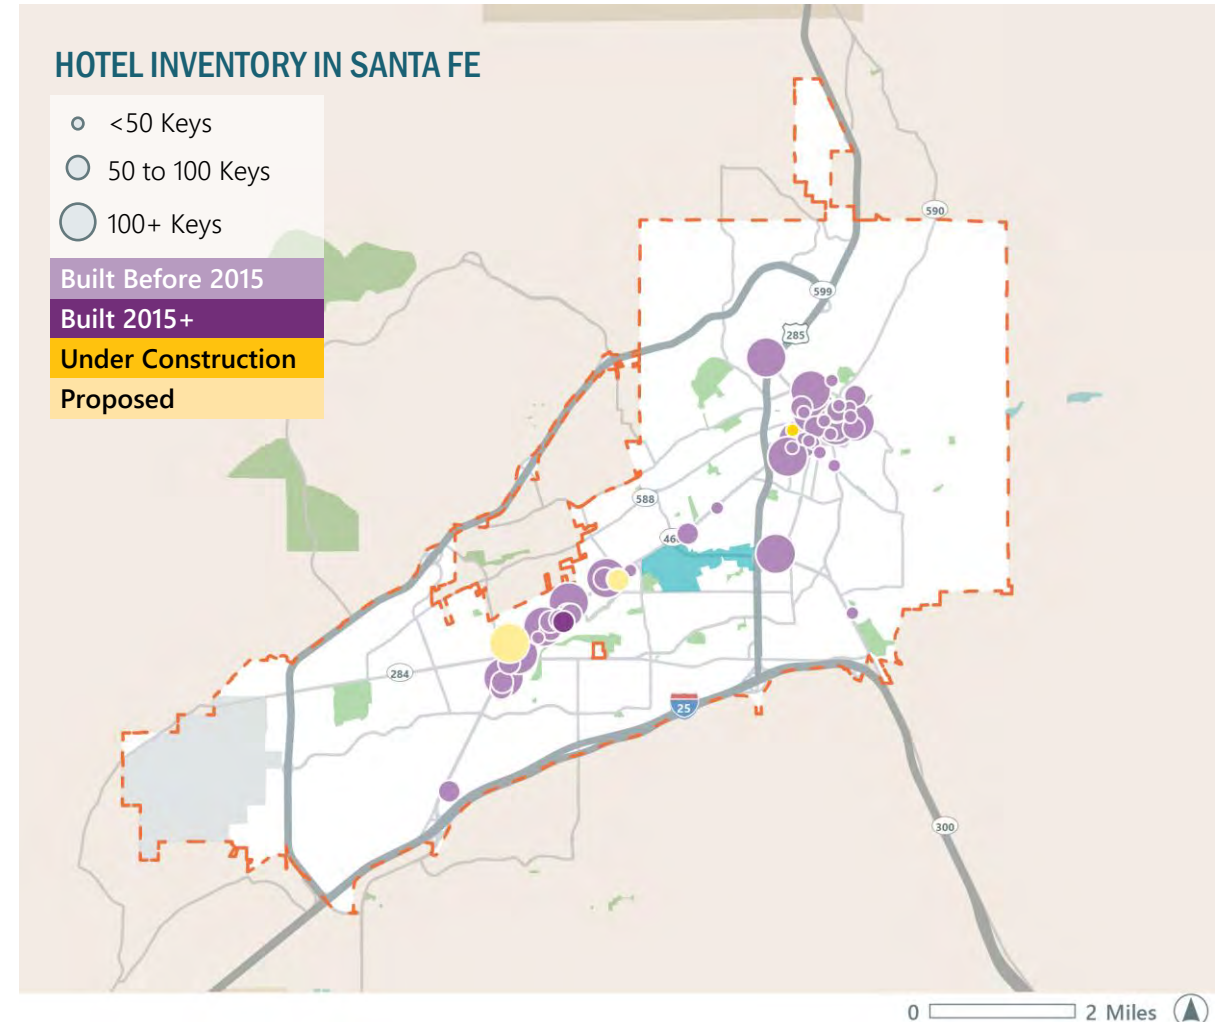 HOTEL INVENTORY IN SANTA FE
<50 Keys
50 to 100 Keys
100+ Keys
Built Before 2015
Built 2015+
Under Construction
Proposed
590
599
285
588
284
25
300
0 2 Miles